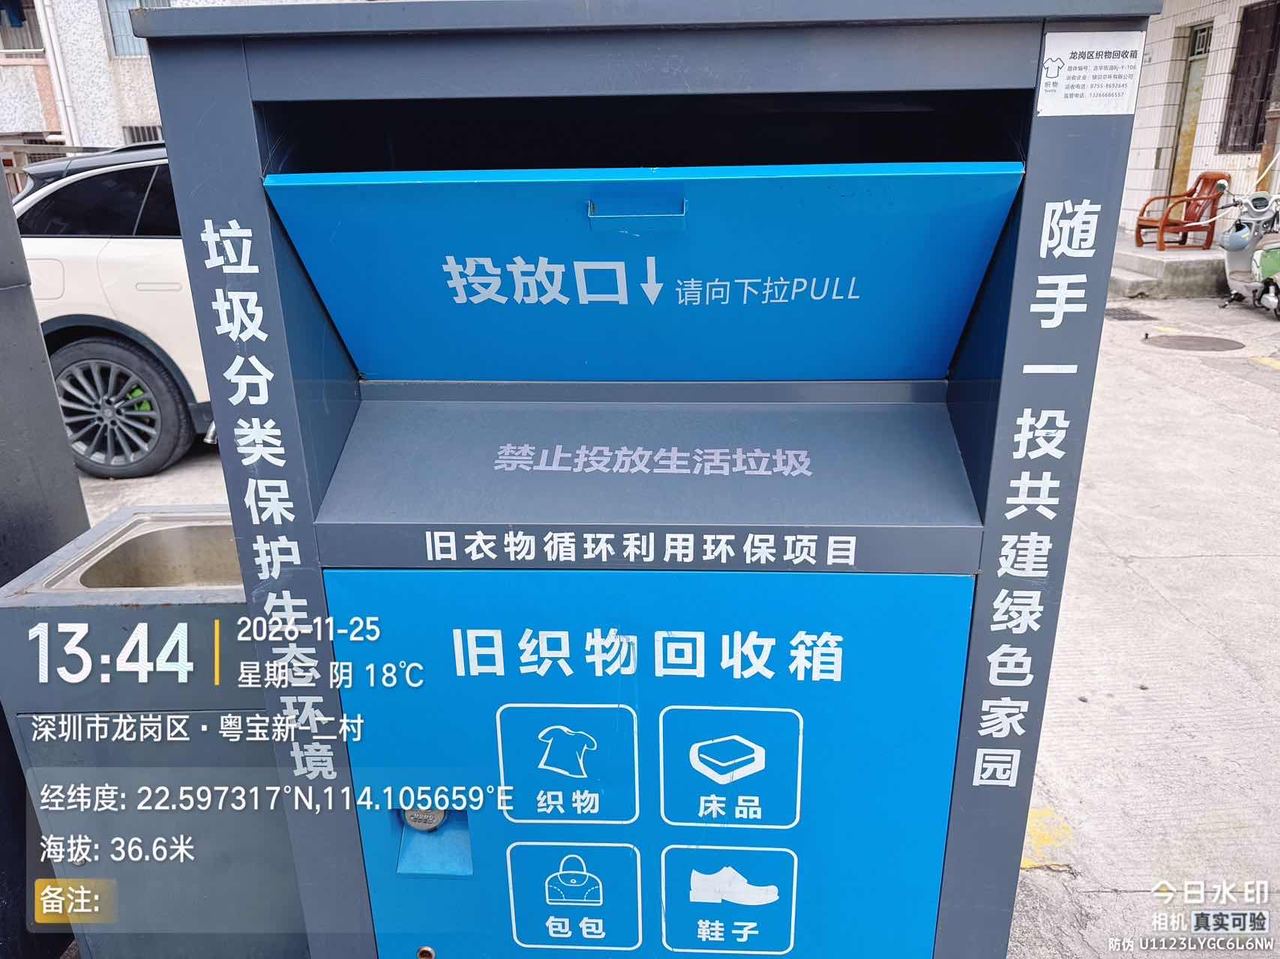 龙岗区织物回收箱
织物
投放口↓请向下拉PULL
禁止投放生活垃圾
旧衣物循环利用环保项目
旧织物回收箱
织物
床品
包包
鞋子
垃圾分类保护生态环境
随手一投共建绿色家园
13:44
2026-11-25
星期三 阴 18℃
深圳市龙岗区·粤宝新一二村
经纬度: 22.597317°N,114.105659°E
海拔: 36.6米
备注:
今日水印
相机 真实可验
防伪 U1123LYGC6L6NW